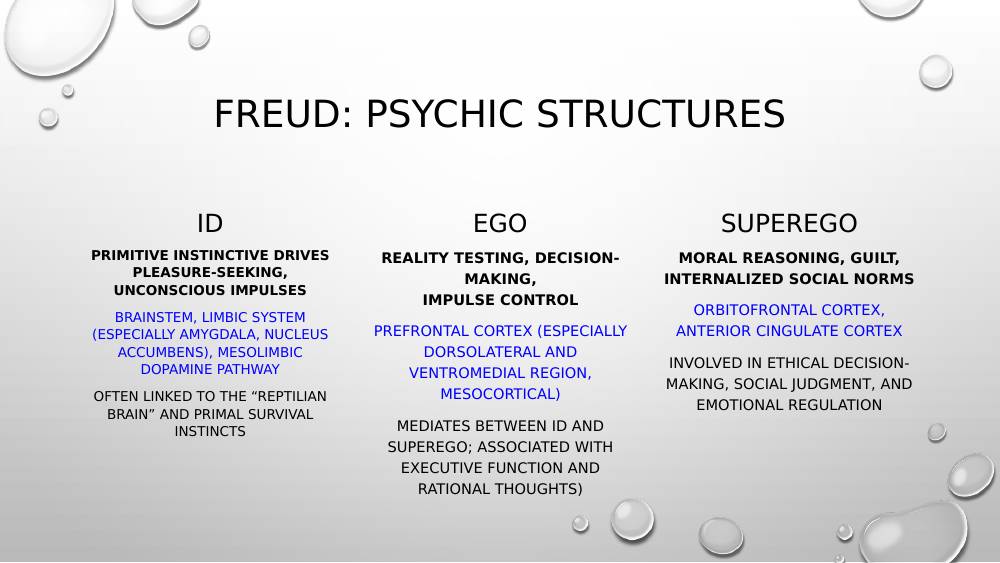 FREUD: PSYCHIC STRUCTURES
ID
PRIMITIVE INSTINCTIVE DRIVES
PLEASURE-SEEKING,
UNCONSCIOUS IMPULSES
BRAINSTEM, LIMBIC SYSTEM
(ESPECIALLY AMYGDALA, NUCLEUS
ACCUMBENS), MESOLIMBIC
DOPAMINE PATHWAY
OFTEN LINKED TO THE “REPTILIAN
BRAIN” AND PRIMAL SURVIVAL
INSTINCTS
EGO
REALITY TESTING, DECISION-
MAKING,
IMPULSE CONTROL
PREFRONTAL CORTEX (ESPECIALLY
DORSOLATERAL AND
VENTROMEDIAL REGION,
MESOCORTICAL)
MEDIATES BETWEEN ID AND
SUPEREGO; ASSOCIATED WITH
EXECUTIVE FUNCTION AND
RATIONAL THOUGHTS)
SUPEREGO
MORAL REASONING, GUILT,
INTERNALIZED SOCIAL NORMS
ORBITOFRONTAL CORTEX,
ANTERIOR CINGULATE CORTEX
INVOLVED IN ETHICAL DECISION-
MAKING, SOCIAL JUDGMENT, AND
EMOTIONAL REGULATION